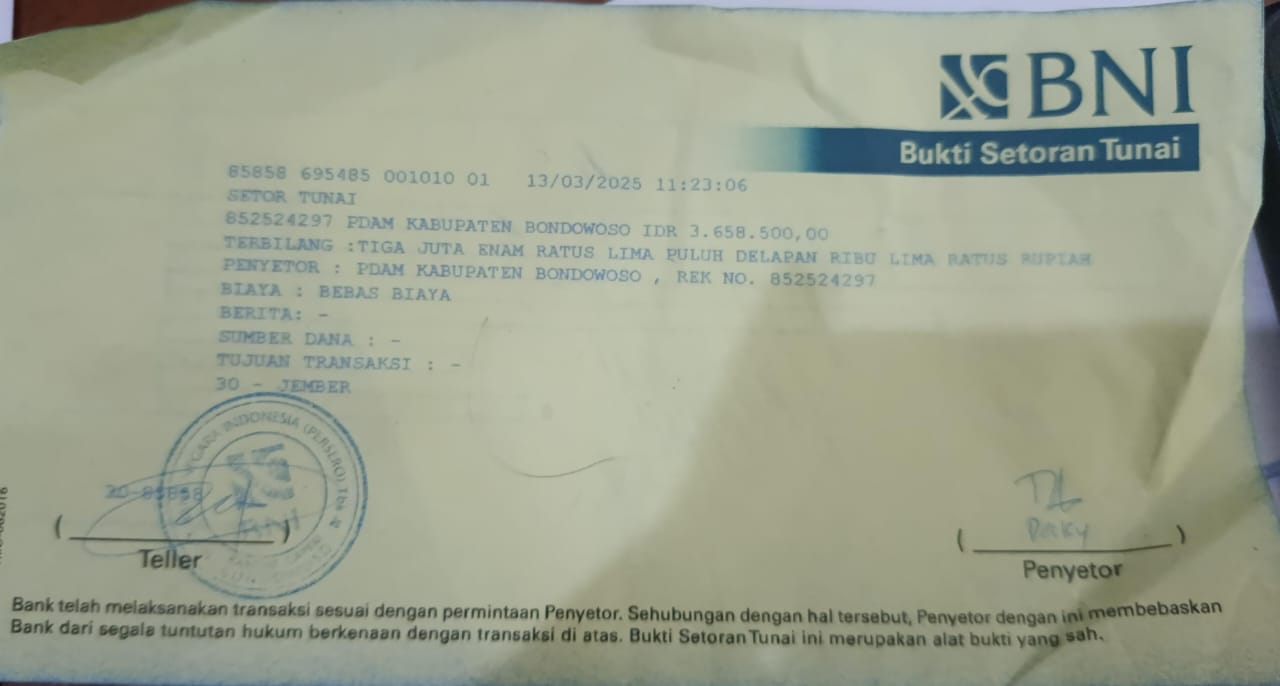 BNI
Bukti Setoran Tunai
85858 695485 001010 01 13/03/2025 11:23:06
SETOR TUNAI
852524297 PDAM KABUPATEN BONDOWOSO IDR 3.658.500,00
TERBILANG :TIGA JUTA ENAM RATUS LIMA PULUH DELAPAN RIBU LIMA RATUS RUPIAH
PENYETOR : PDAM KABUPATEN BONDOWOSO , REK NO. 852524297
BIAYA : BEBAS BIAYA
BERITA: -
SUMBER DANA : -
TUJUAN TRANSAKSI : -
30 - JEMBER
INDONESIA (PERSERO) Tbk
BNI
30-85858
( )
Teller
( )
Penyetor
Bank telah melaksanakan transaksi sesuai dengan permintaan Penyetor. Sehubungan dengan hal tersebut, Penyetor dengan ini membebaskan
Bank dari segala tuntutan hukum berkenaan dengan transaksi di atas. Bukti Setoran Tunai ini merupakan alat bukti yang sah.